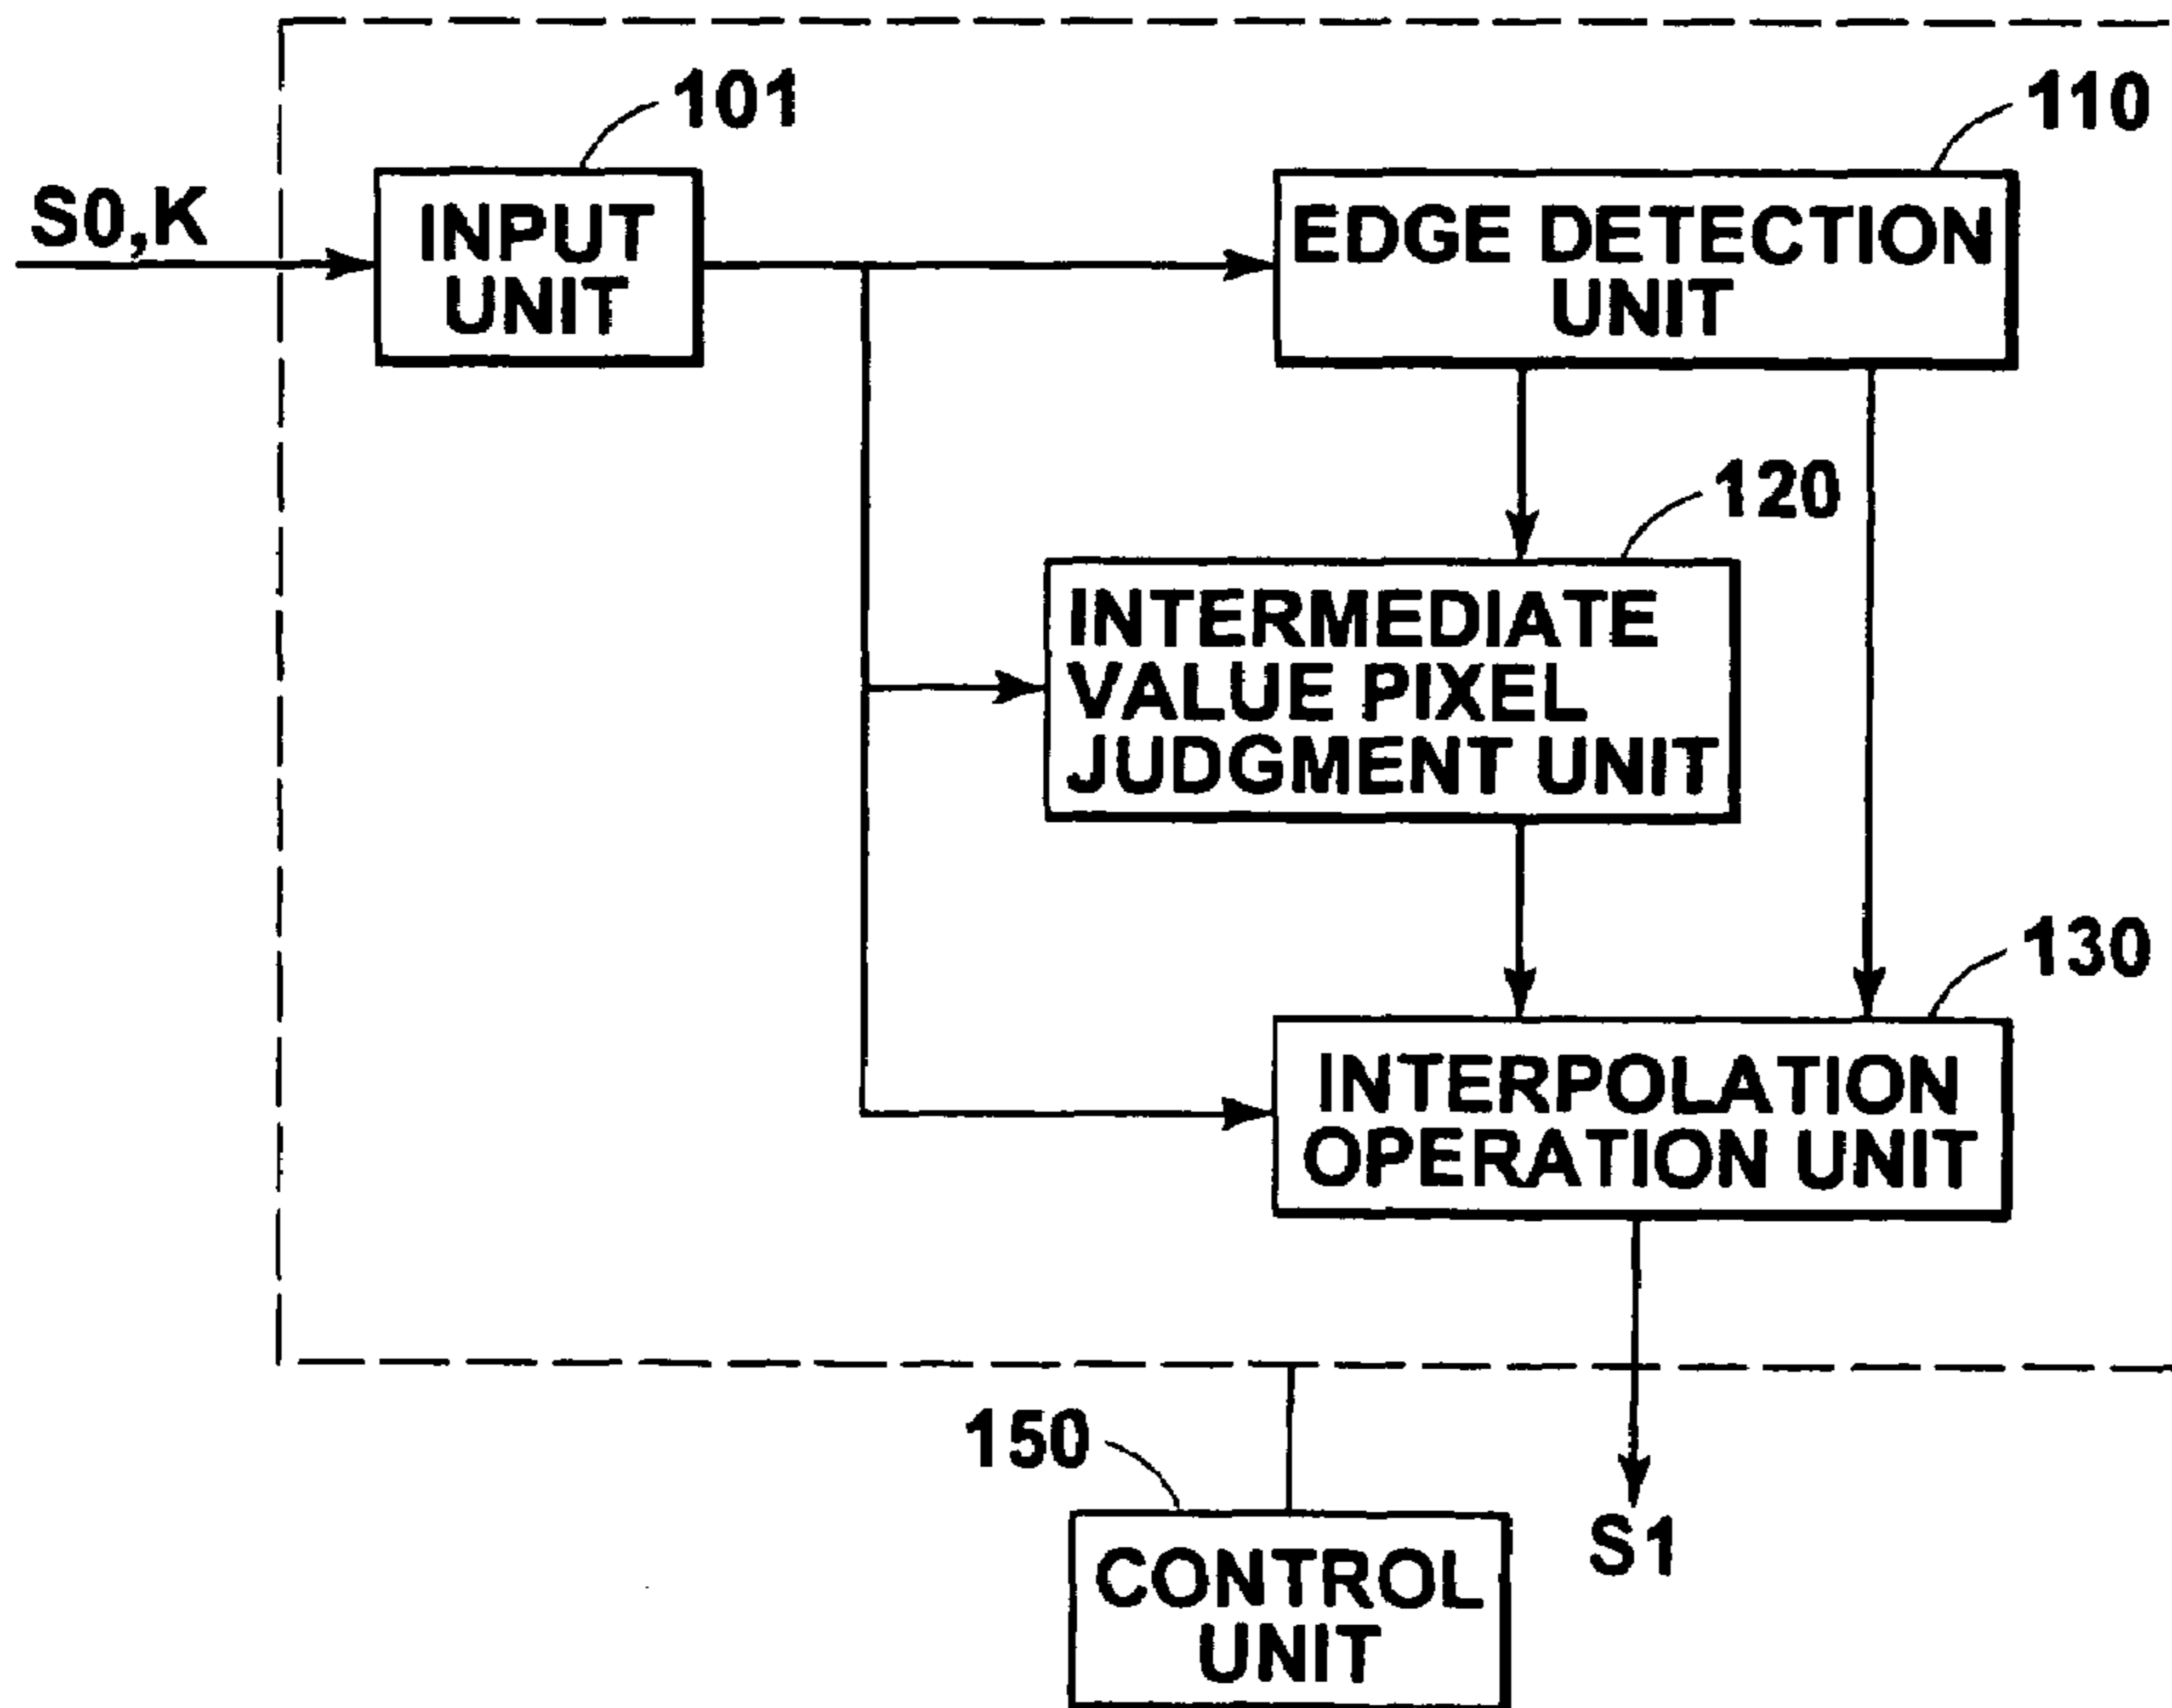 101
110
S0,K
INPUT
UNIT
EDGE DETECTION
UNIT
120
INTERMEDIATE
VALUE PIXEL
JUDGMENT UNIT
130
INTERPOLATION
OPERATION UNIT
150
S1
CONTROL
UNIT